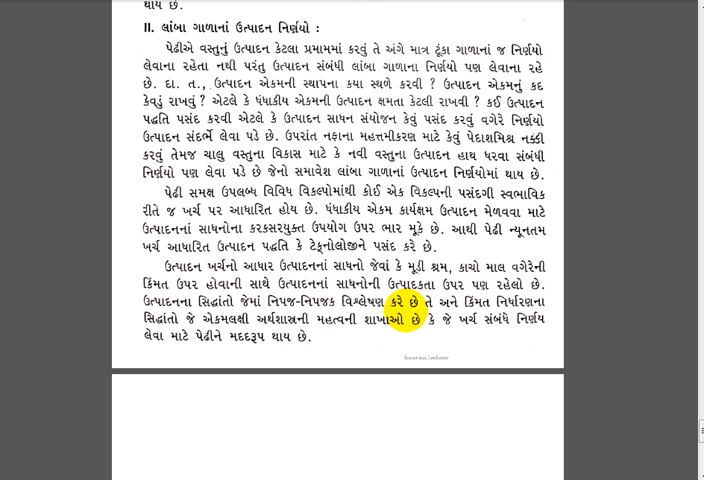 થાય છે.
II. લાંબા ગાળાનાં ઉત્પાદન નિર્ણયો :
પેઢીએ વસ્તુનું ઉત્પાદન કેટલા પ્રમામમાં કરવું તે અંગે માત્ર ટૂંકા ગાળાનાં જ નિર્ણયો
લેવાના રહેતા નથી પરંતુ ઉત્પાદન સંબંધી લાંબા ગાળાના નિર્ણયો પણ લેવાના રહે
છે. દા. ત., ઉત્પાદન એકમની સ્થાપના કયા સ્થળે કરવી ? ઉત્પાદન એકમનું કદ
કેવડું રાખવું ? એટલે કે ધંધાકીય એકમની ઉત્પાદન ક્ષમતા કેટલી રાખવી ? કઈ ઉત્પાદન
પદ્ધતિ પસંદ કરવી એટલે કે ઉત્પાદન સાધન સંયોજન કેવું પસંદ કરવું વગેરે નિર્ણયો
ઉત્પાદન સંદર્ભે લેવા પડે છે. ઉપરાંત નફાના મહત્તમીકરણ માટે કેવું પેદાશમિશ્ર નક્કી
કરવું તેમજ ચાલુ વસ્તુના વિકાસ માટે કે નવી વસ્તુના ઉત્પાદન હાથ ધરવા સંબંધી
નિર્ણયો પણ લેવા પડે છે જેનો સમાવેશ લાંબા ગાળાનાં ઉત્પાદન નિર્ણયોમાં થાય છે.
પેઢી સમક્ષ ઉપલબ્ધ વિવિધ વિકલ્પોમાંથી કોઈ એક વિકલ્પની પસંદગી સ્વભાવિક
રીતે જ ખર્ચ પર આધારિત હોય છે. ધંધાકીય એકમ કાર્યક્ષમ ઉત્પાદન મેળવવા માટે
ઉત્પાદનનાં સાધનોના કરકસરયુક્ત ઉપયોગ ઉપર ભાર મૂકે છે. આથી પેઢી ન્યૂનતમ
ખર્ચ આધારિત ઉત્પાદન પદ્ધતિ કે ટેકનોલોજીને પસંદ કરે છે.
ઉત્પાદન ખર્ચનો આધાર ઉત્પાદનનાં સાધનો જેવાં કે મૂડી શ્રમ, કાચો માલ વગેરેની
કિંમત ઉપર હોવાની સાથે ઉત્પાદનનાં સાધનોની ઉત્પાદકતા ઉપર પણ રહેલો છે.
ઉત્પાદનના સિદ્ધાંતો જેમાં નિપજ-નિપજક વિશ્લેષણ કરે છે તે અને કિંમત નિર્ધારણના
સિદ્ધાંતો જે એકમલક્ષી અર્થશાસ્ત્રની મહત્વની શાખાઓ છે કે જે ખર્ચ સંબંધે નિર્ણય
લેવા માટે પેઢીને મદદરૂપ થાય છે.
Scanned with CamScanner